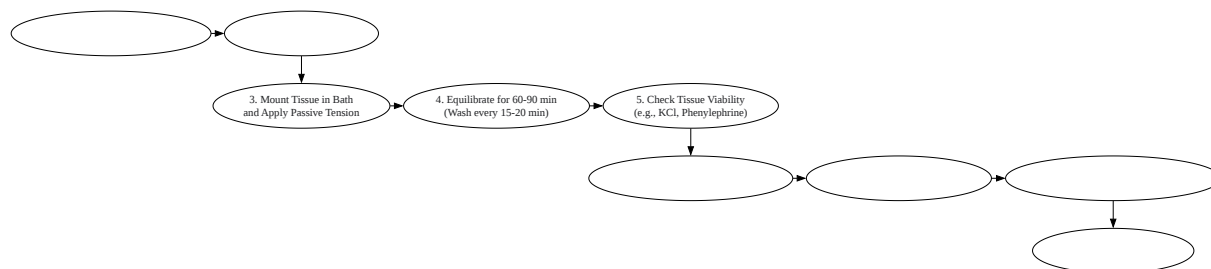 3. Mount Tissue in Bath
and Apply Passive Tension
4. Equilibrate for 60-90 min
(Wash every 15-20 min)
5. Check Tissue Viability
(e.g., KCl, Phenylephrine)